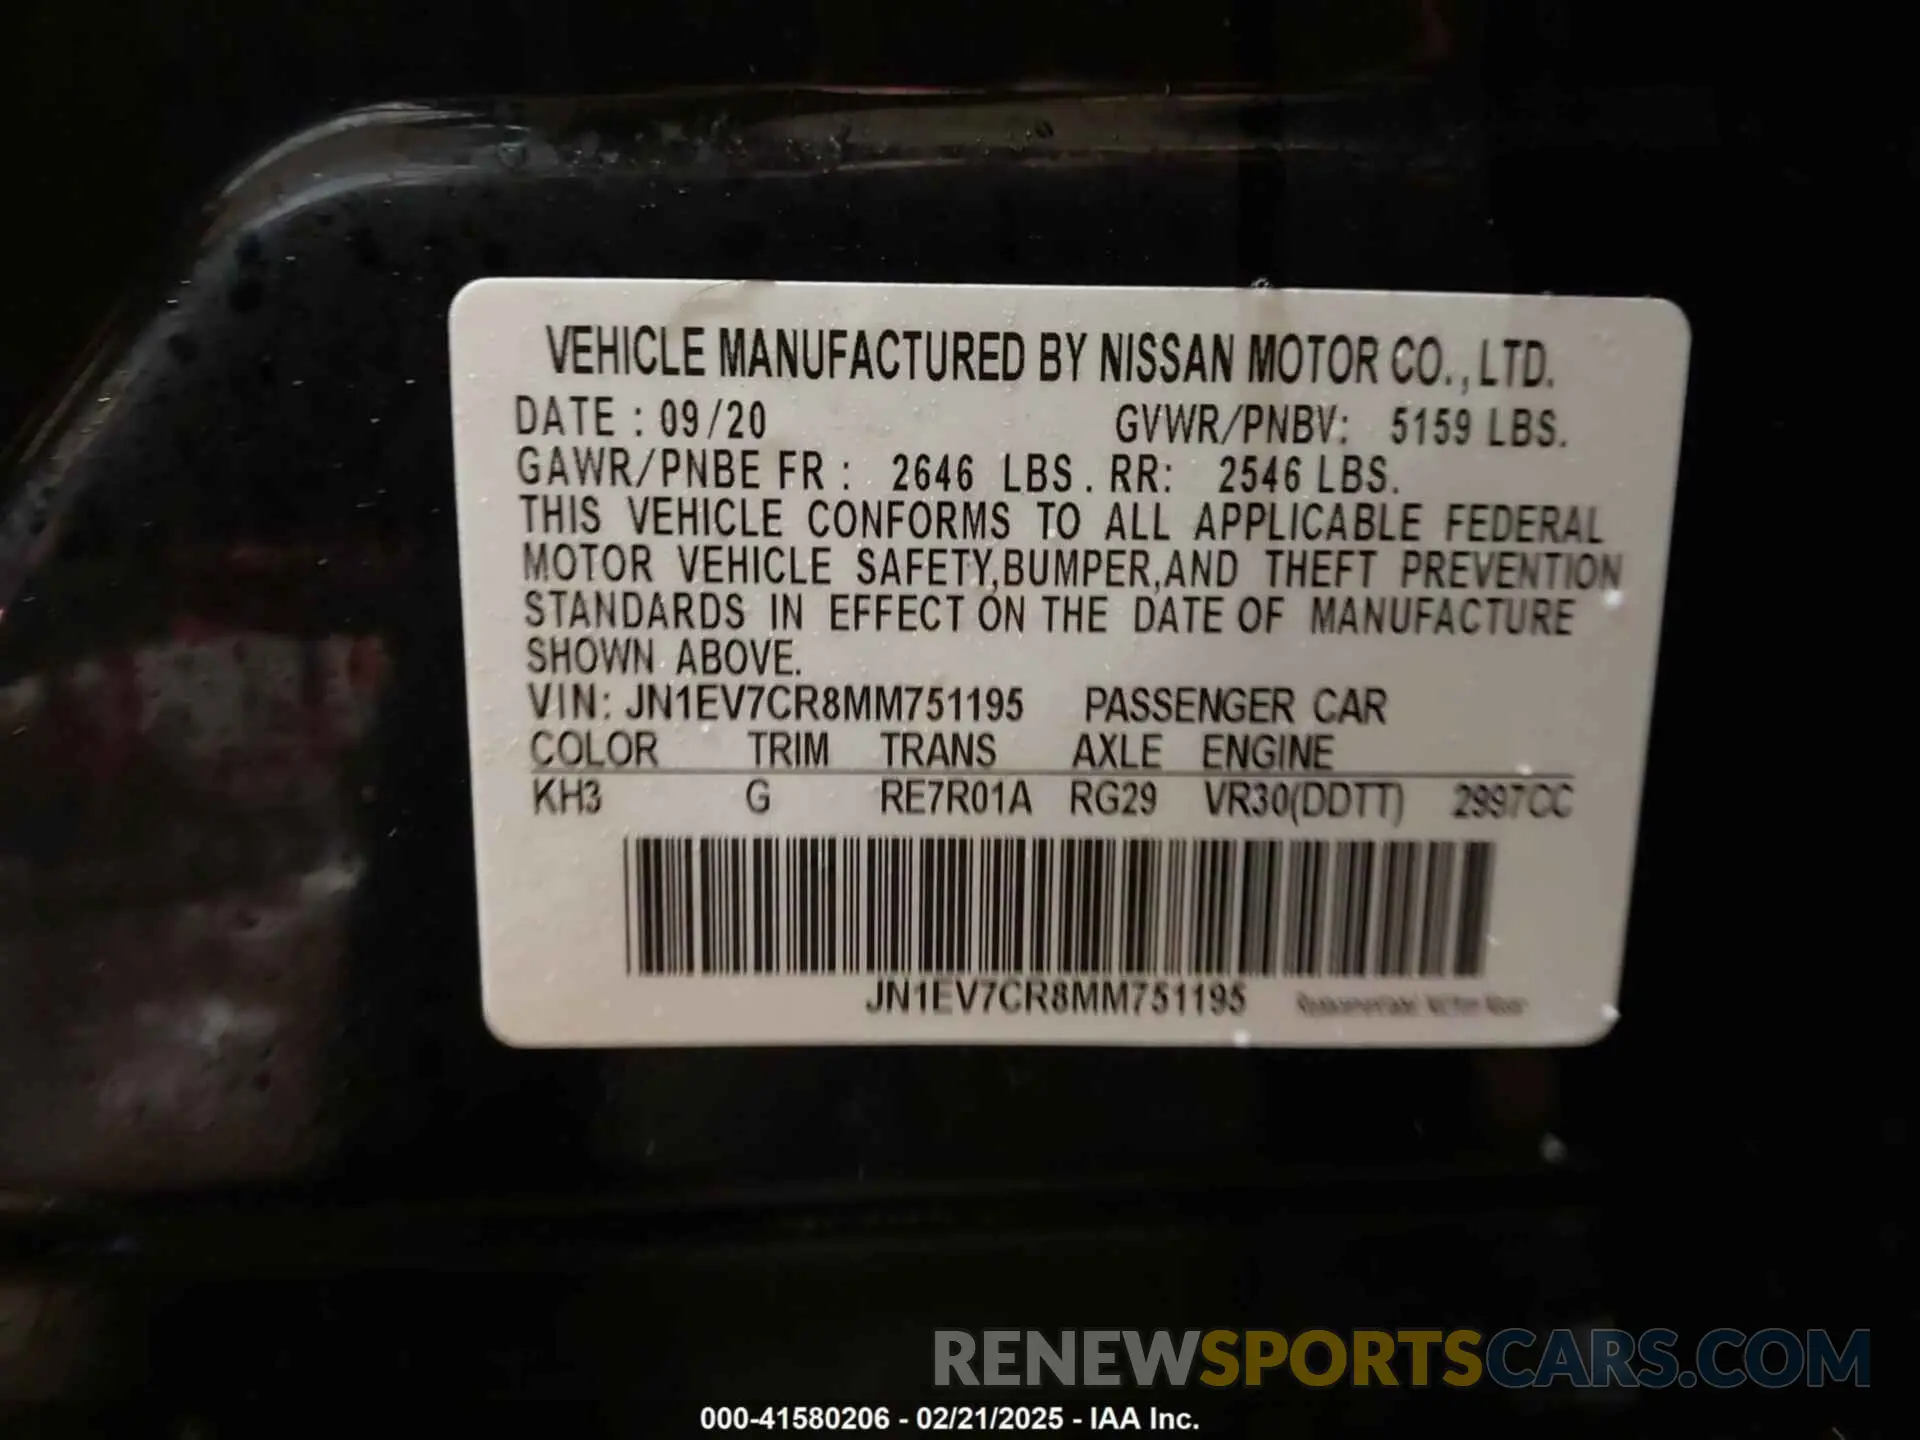 VEHICLE MANUFACTURED BY NISSAN MOTOR CO., LTD.
DATE : 09/20 GVWR/PNBV: 5159 LBS.
GAWR/PNBE FR : 2646 LBS. RR: 2546 LBS.
THIS VEHICLE CONFORMS TO ALL APPLICABLE FEDERAL
MOTOR VEHICLE SAFETY,BUMPER,AND THEFT PREVENTION
STANDARDS IN EFFECT ON THE DATE OF MANUFACTURE
SHOWN ABOVE.
VIN: JN1EV7CR8MM751195 PASSENGER CAR
COLOR TRIM TRANS AXLE ENGINE
KH3 G RE7R01A RG29 VR30(DDTT) 2997CC
JN1EV7CR8MM751195
RENEWSPORTSCARS.COM
000-41580206 - 02/21/2025 - IAA Inc.